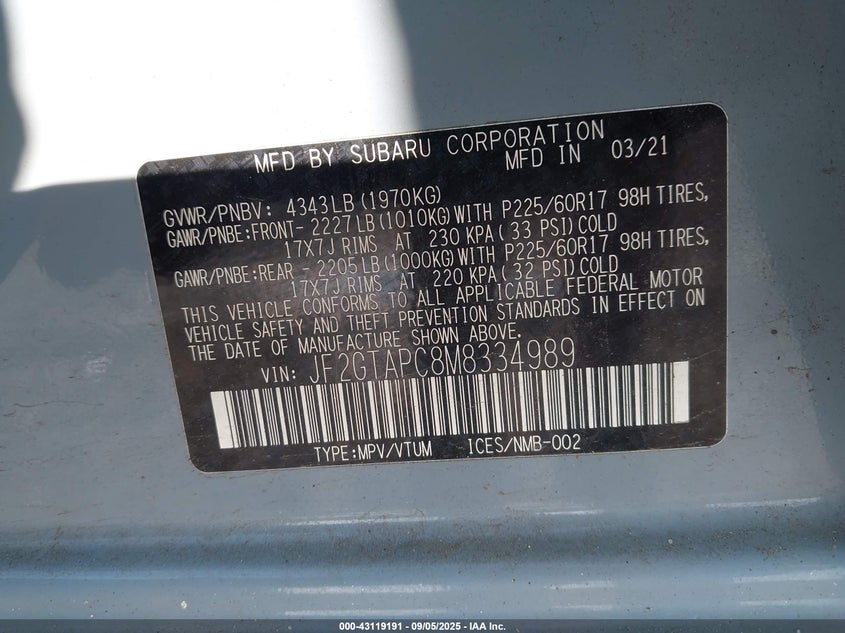 MFD BY SUBARU CORPORATION
MFD IN 03/21
GVWR/PNBV: 4343LB(1970KG)
GAWR/PNBE:FRONT- 2227LB(1010KG)WITH P225/60R17 98H TIRES,
17X7J RIMS AT 230 KPA(33 PSI)COLD
GAWR/PNBE:REAR - 2205LB(1000KG)WITH P225/60R17 98H TIRES,
17X7J RIMS AT 220 KPA(32 PSI)COLD
THIS VEHICLE CONFORMS TO ALL APPLICABLE FEDERAL MOTOR
VEHICLE SAFETY AND THEFT PREVENTION STANDARDS IN EFFECT ON
THE DATE OF MANUFACTURE SHOWN ABOVE.
VIN: JF2GTAPC8M8334989
TYPE:MPV/VTUM ICES/NMB-002
000-43119191 - 09/05/2025 - IAA Inc.